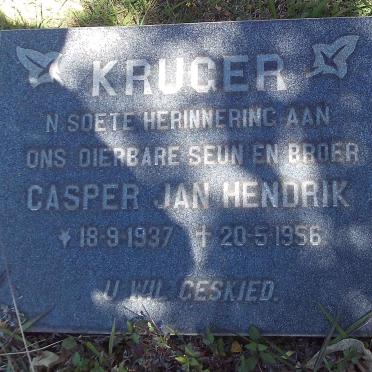 KRUGER
N SOETE HERINNERING AAN
ONS DIERBARE SEUN EN BROER
CASPER JAN HENDRIK
* 18-9-1937 † 20-5-1956
U WIL GESKIED.